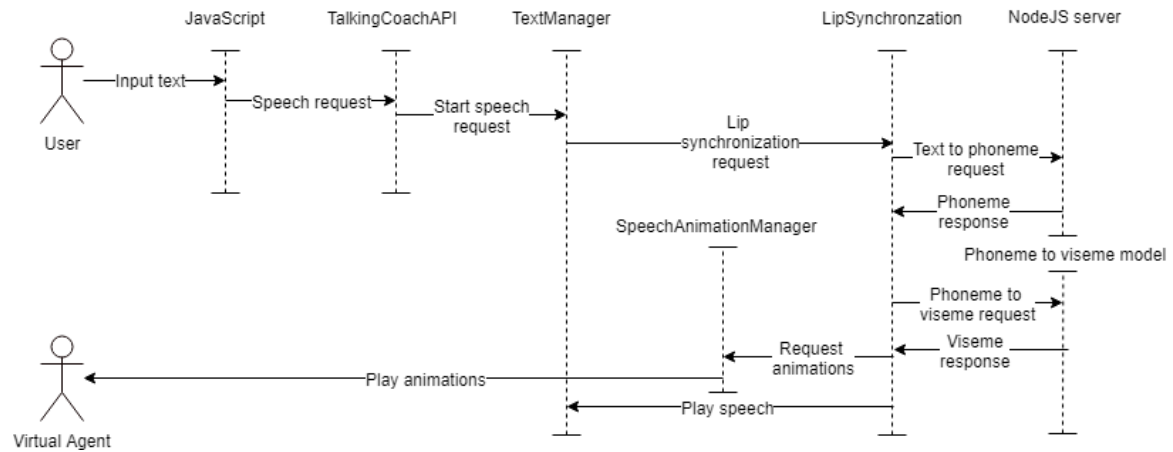 JavaScript
TalkingCoachAPI
TextManager
LipSynchronzation
NodeJS server
Input text
User
Speech request
Start speech
request
Lip
synchronization
request
Text to phoneme
request
Phoneme
response
SpeechAnimationManager
Phoneme to viseme model
Phoneme to
viseme request
Viseme
response
Request
animations
Play animations
Play speech
Virtual Agent